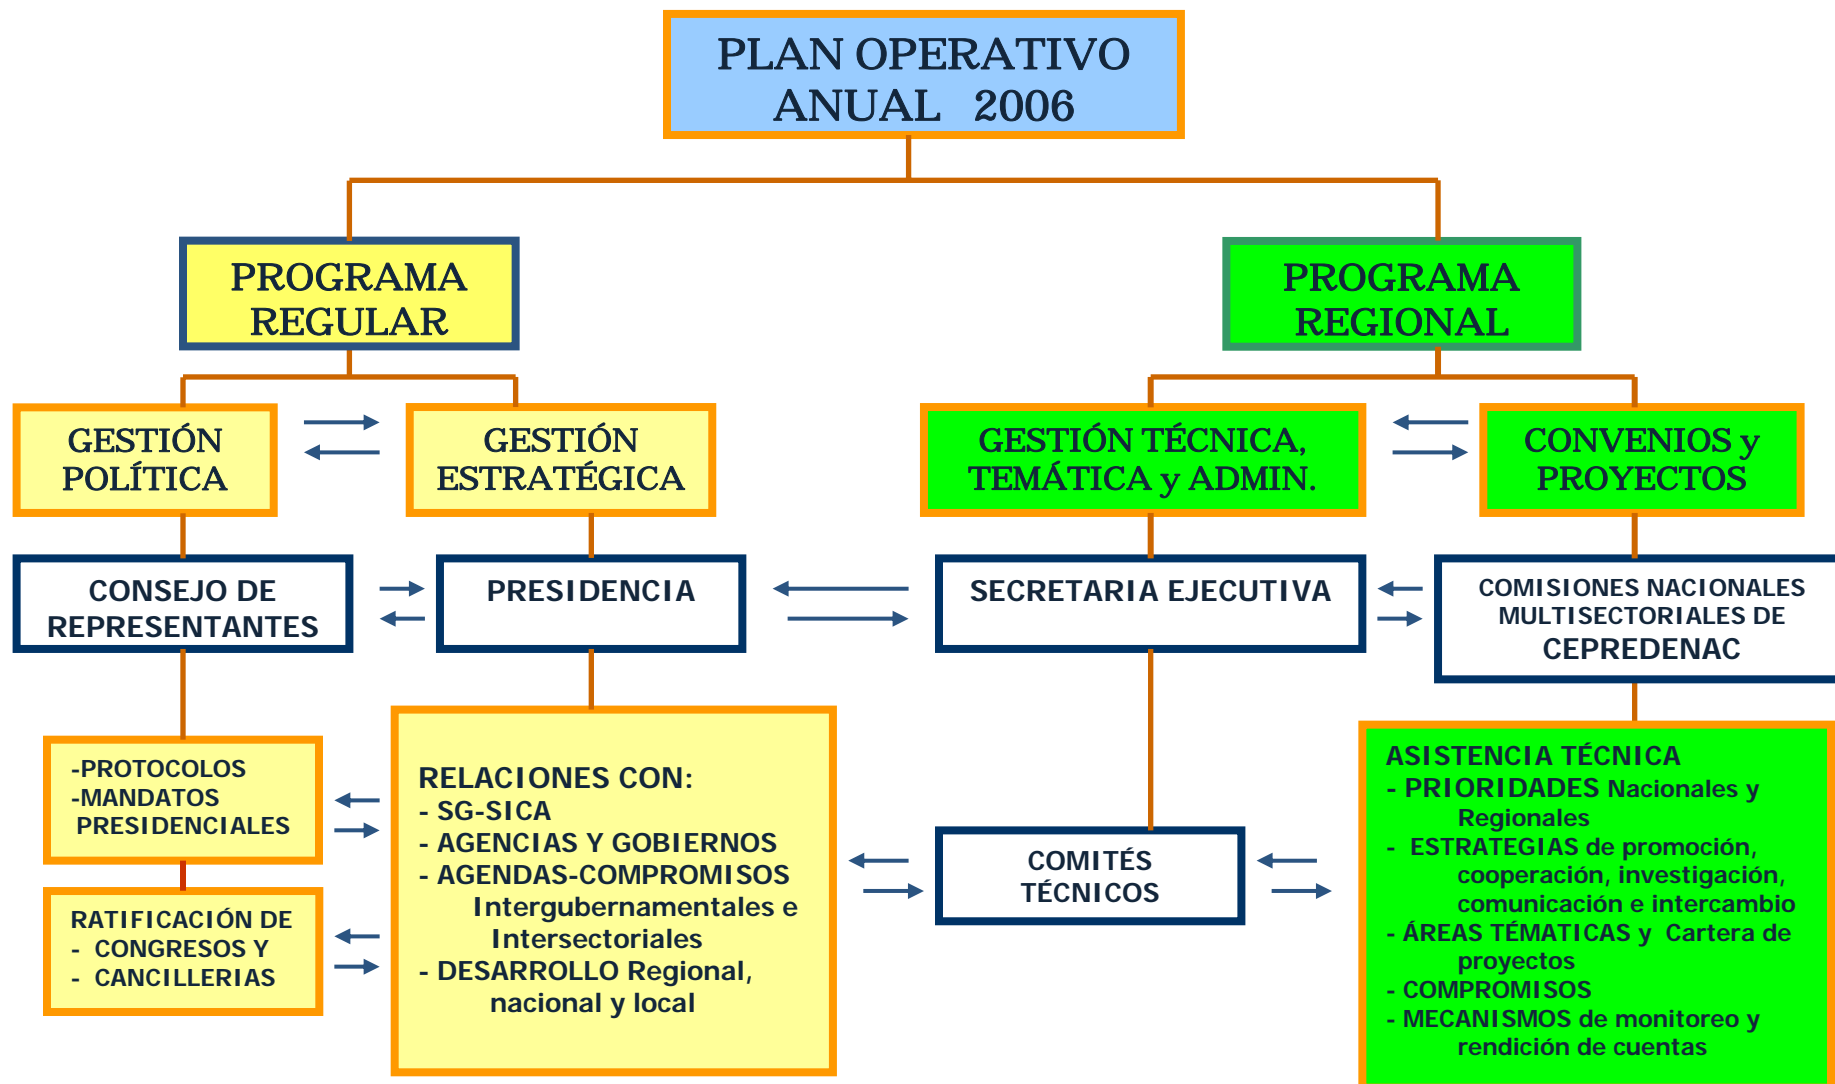 PLAN OPERATIVO
ANUAL 2006
PROGRAMA
REGULAR
PROGRAMA
REGIONAL
GESTIÓN
POLÍTICA
GESTIÓN
ESTRATÉGICA
GESTIÓN TÉCNICA,
TEMÁTICA y ADMIN.
CONVENIOS y
PROYECTOS
CONSEJO DE
REPRESENTANTES
PRESIDENCIA
SECRETARIA EJECUTIVA
COMISIONES NACIONALES
MULTISECTORIALES DE
CEPREDENAC
-PROTOCOLOS
-MANDATOS
PRESIDENCIALES
RATIFICACIÓN DE
- CONGRESOS Y
- CANCILLERIAS
RELACIONES CON:
- SG-SICA
- AGENCIAS Y GOBIERNOS
- AGENDAS-COMPROMISOS
Intergubernamentales e
Intersectoriales
- DESARROLLO Regional,
nacional y local
COMITÉS
TÉCNICOS
ASISTENCIA TÉCNICA
- PRIORIDADES Nacionales y
Regionales
- ESTRATEGIAS de promoción,
cooperación, investigación,
comunicación e intercambio
- ÁREAS TÉMATICAS y Cartera de
proyectos
- COMPROMISOS
- MECANISMOS de monitoreo y
rendición de cuentas